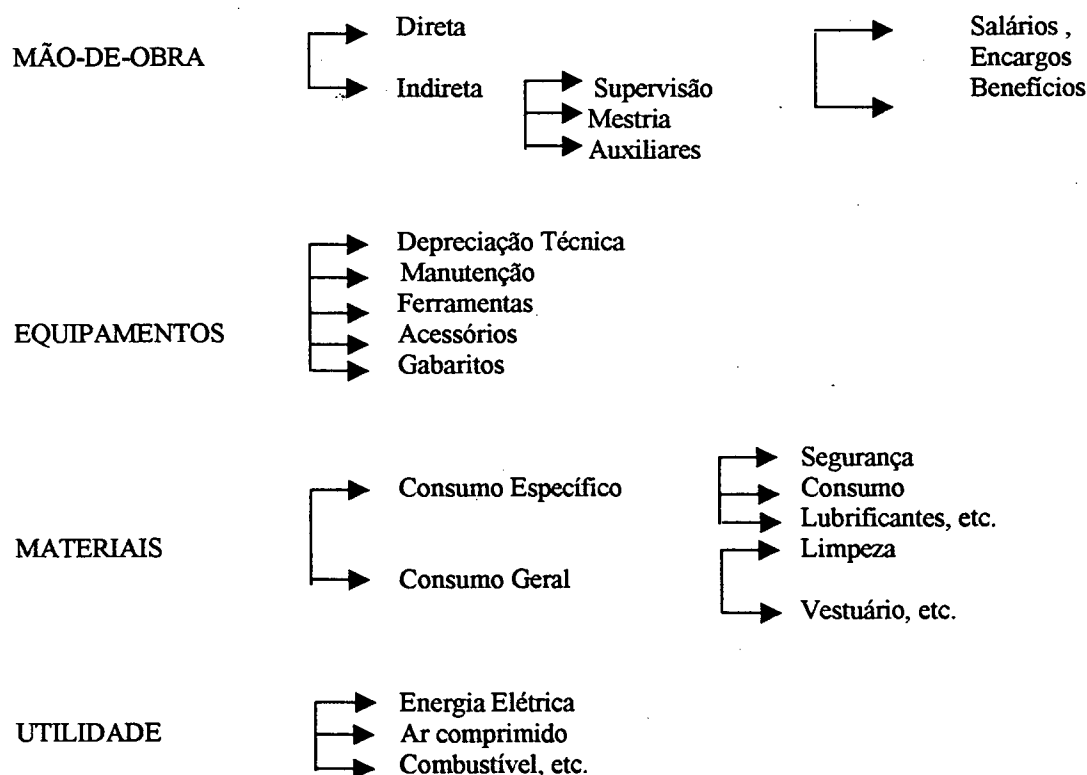 MÃO-DE-OBRA
Direta
Indireta
Supervisão
Mestria
Auxiliares
Salários ,
Encargos
Benefícios
EQUIPAMENTOS
Depreciação Técnica
Manutenção
Ferramentas
Acessórios
Gabaritos
MATERIAIS
Consumo Específico
Segurança
Consumo
Lubrificantes, etc.
Consumo Geral
Limpeza
Vestuário, etc.
UTILIDADE
Energia Elétrica
Ar comprimido
Combustível, etc.